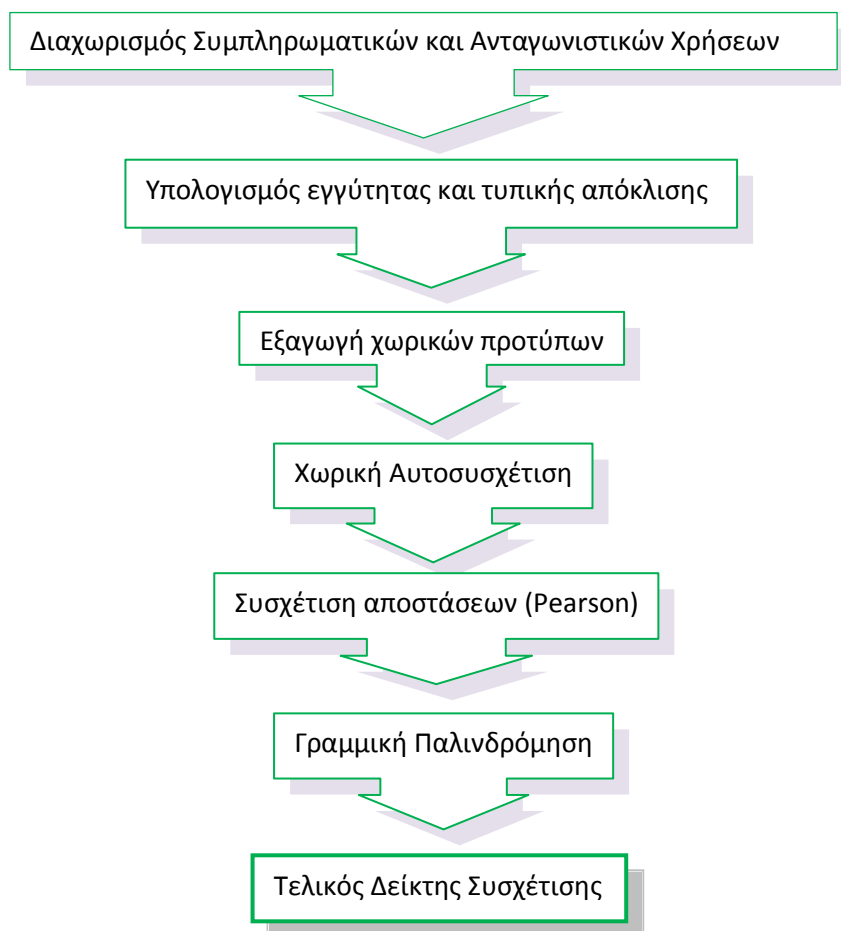 Διαχωρισμός Συμπληρωματικών και Ανταγωνιστικών Χρήσεων
Υπολογισμός εγγύτητας και τυπικής απόκλισης
Εξαγωγή χωρικών προτύπων
Χωρική Αυτοσυσχέτιση
Συσχέτιση αποστάσεων (Pearson)
Γραμμική Παλινδρόμηση
Τελικός Δείκτης Συσχέτισης